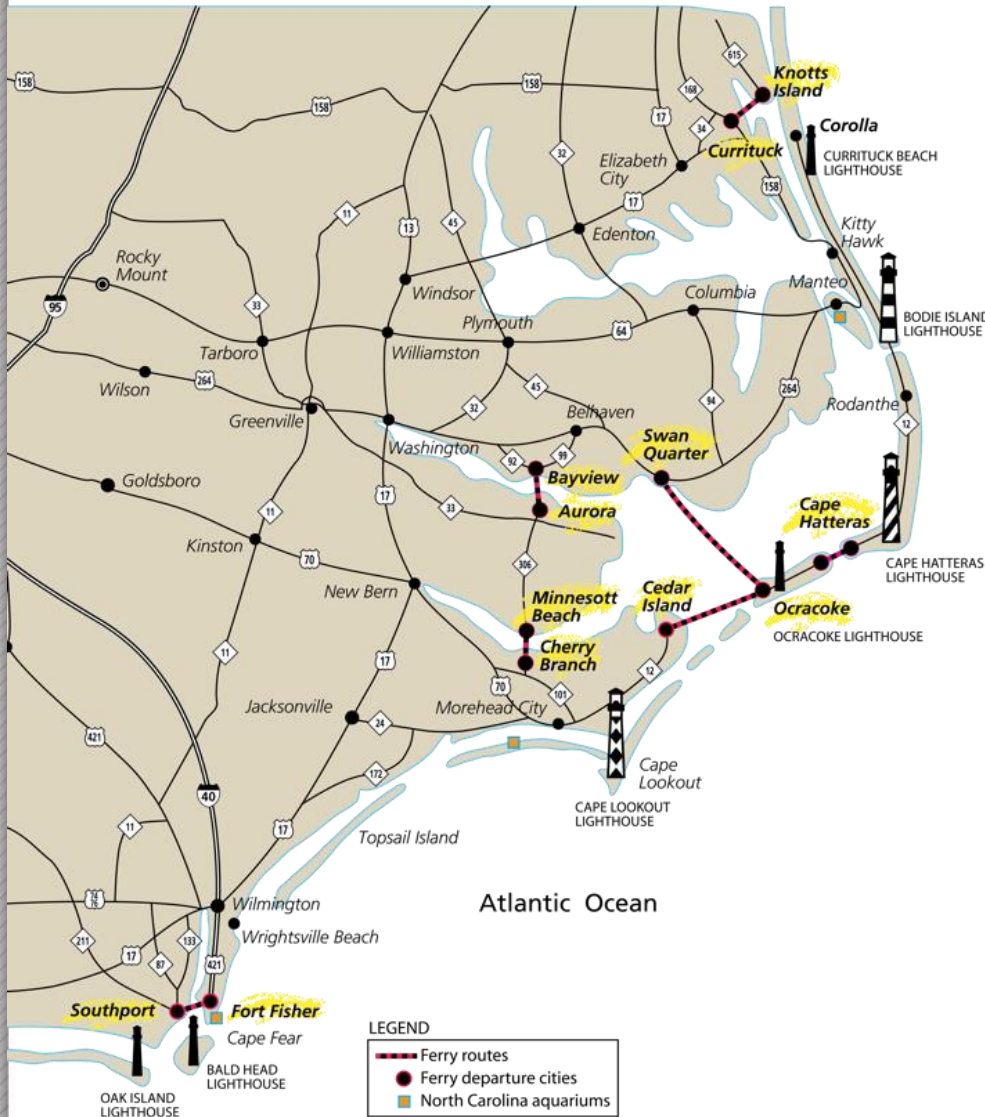 615
Knotts
Island
158
158
158
168
17
34
Corolla
CURRITUCK BEACH
LIGHTHOUSE
Currituck
32
Elizabeth
City
158
17
11
45
13
Edenton
Kitty
Hawk
Rocky
Mount
Windsor
Manteo
Columbia
95
33
Plymouth
BODIE ISLAND
LIGHTHOUSE
64
Tarboro
Williamston
Wilson
264
45
264
94
Rodanthe
32
Belhaven
Greenville
12
Washington
Swan
Quarter
92
99
Bayview
Goldsboro
17
33
Aurora
Cape
Hatteras
11
Kinston
70
306
CAPE HATTERAS
LIGHTHOUSE
New Bern
Minnesott
Beach
Cedar
Island
Ocracoke
OCRACOKE LIGHTHOUSE
Cherry
Branch
11
17
12
70
101
Jacksonville
24
Morehead City
421
172
Cape
Lookout
40
CAPE LOOKOUT
LIGHTHOUSE
11
17
Topsail Island
74
76
Wilmington
Atlantic Ocean
Wrightsville Beach
211
17
133
87
421
Southport
Fort Fisher
Cape Fear
BALD HEAD
LIGHTHOUSE
OAK ISLAND
LIGHTHOUSE
LEGEND
Ferry routes
Ferry departure cities
North Carolina aquariums